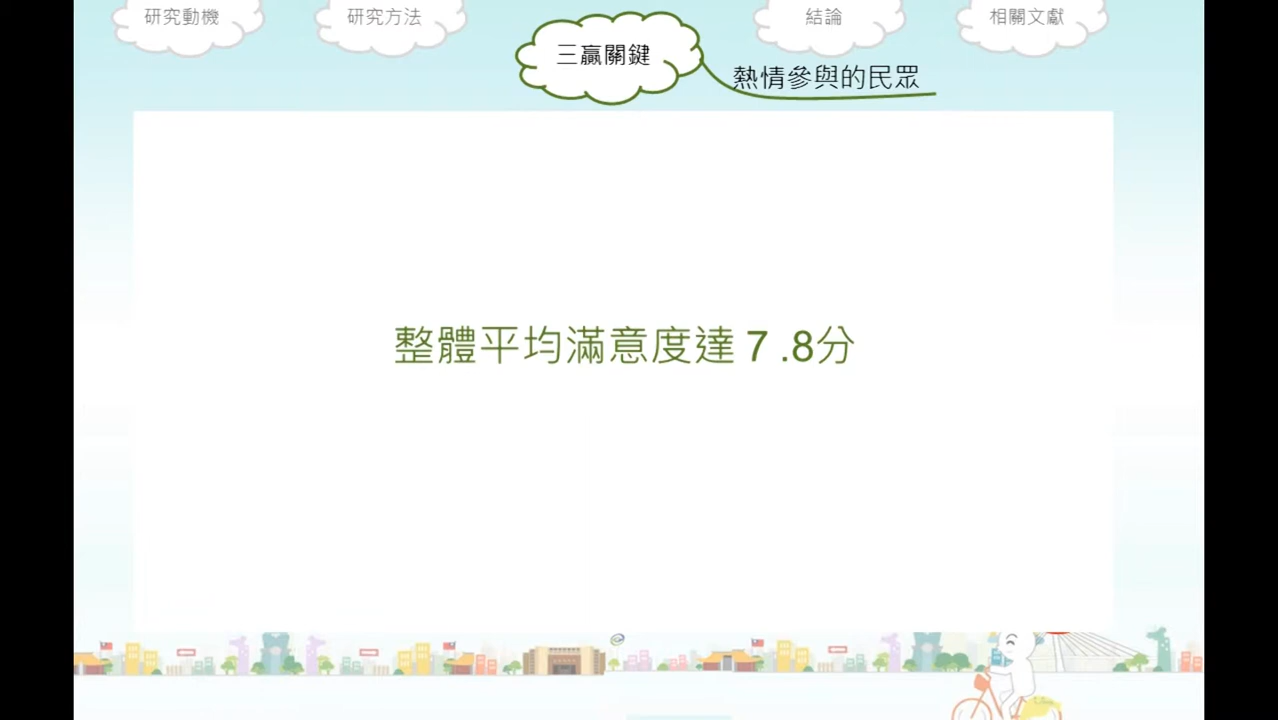 研究動機
研究方法
三贏關鍵
結論
相關文獻
熱情參與的民眾
整體平均滿意度達 7 .8分